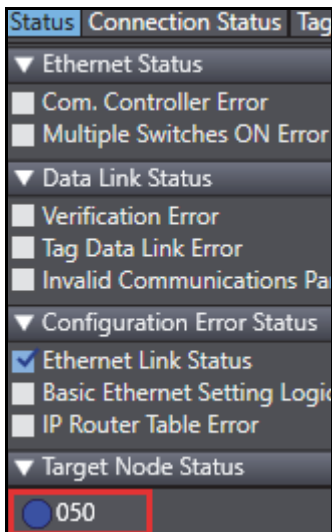 Status Connection Status Tag
Ethernet Status
Com. Controller Error
Multiple Switches ON Error
Data Link Status
Verification Error
Tag Data Link Error
Invalid Communications Pa
Configuration Error Status
Ethernet Link Status
Basic Ethernet Setting Logic
IP Router Table Error
Target Node Status
050